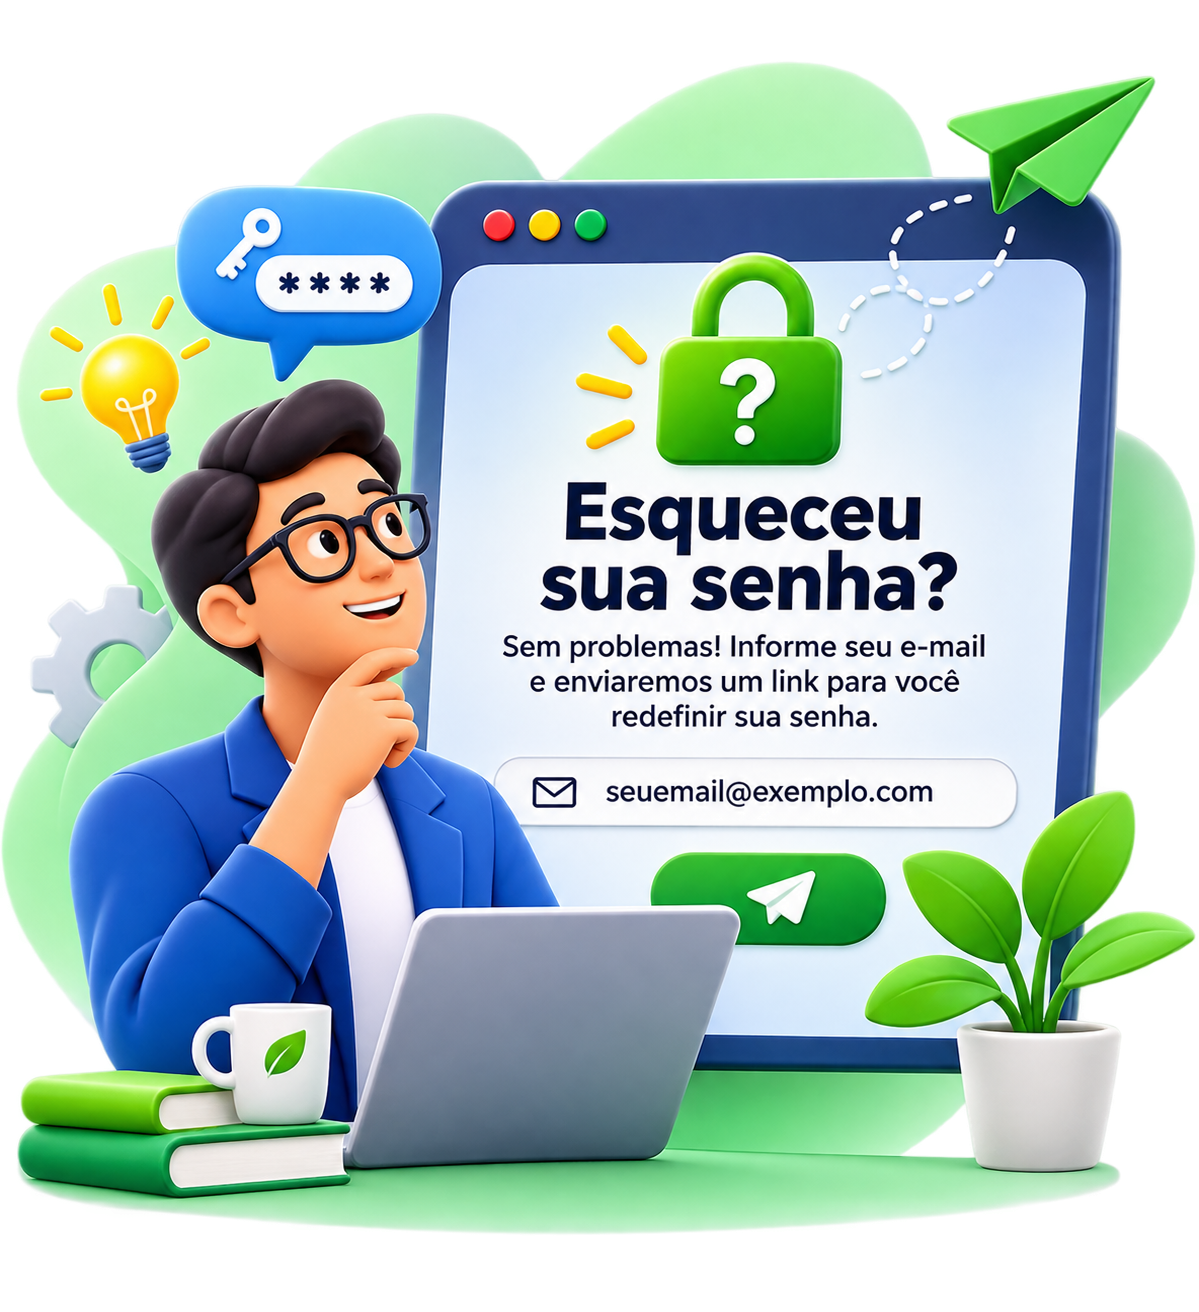 ****
?
Esqueceu
sua senha?
Sem problemas! Informe seu e-mail
e enviaremos um link para você
redefinir sua senha.
seuemail@exemplo.com